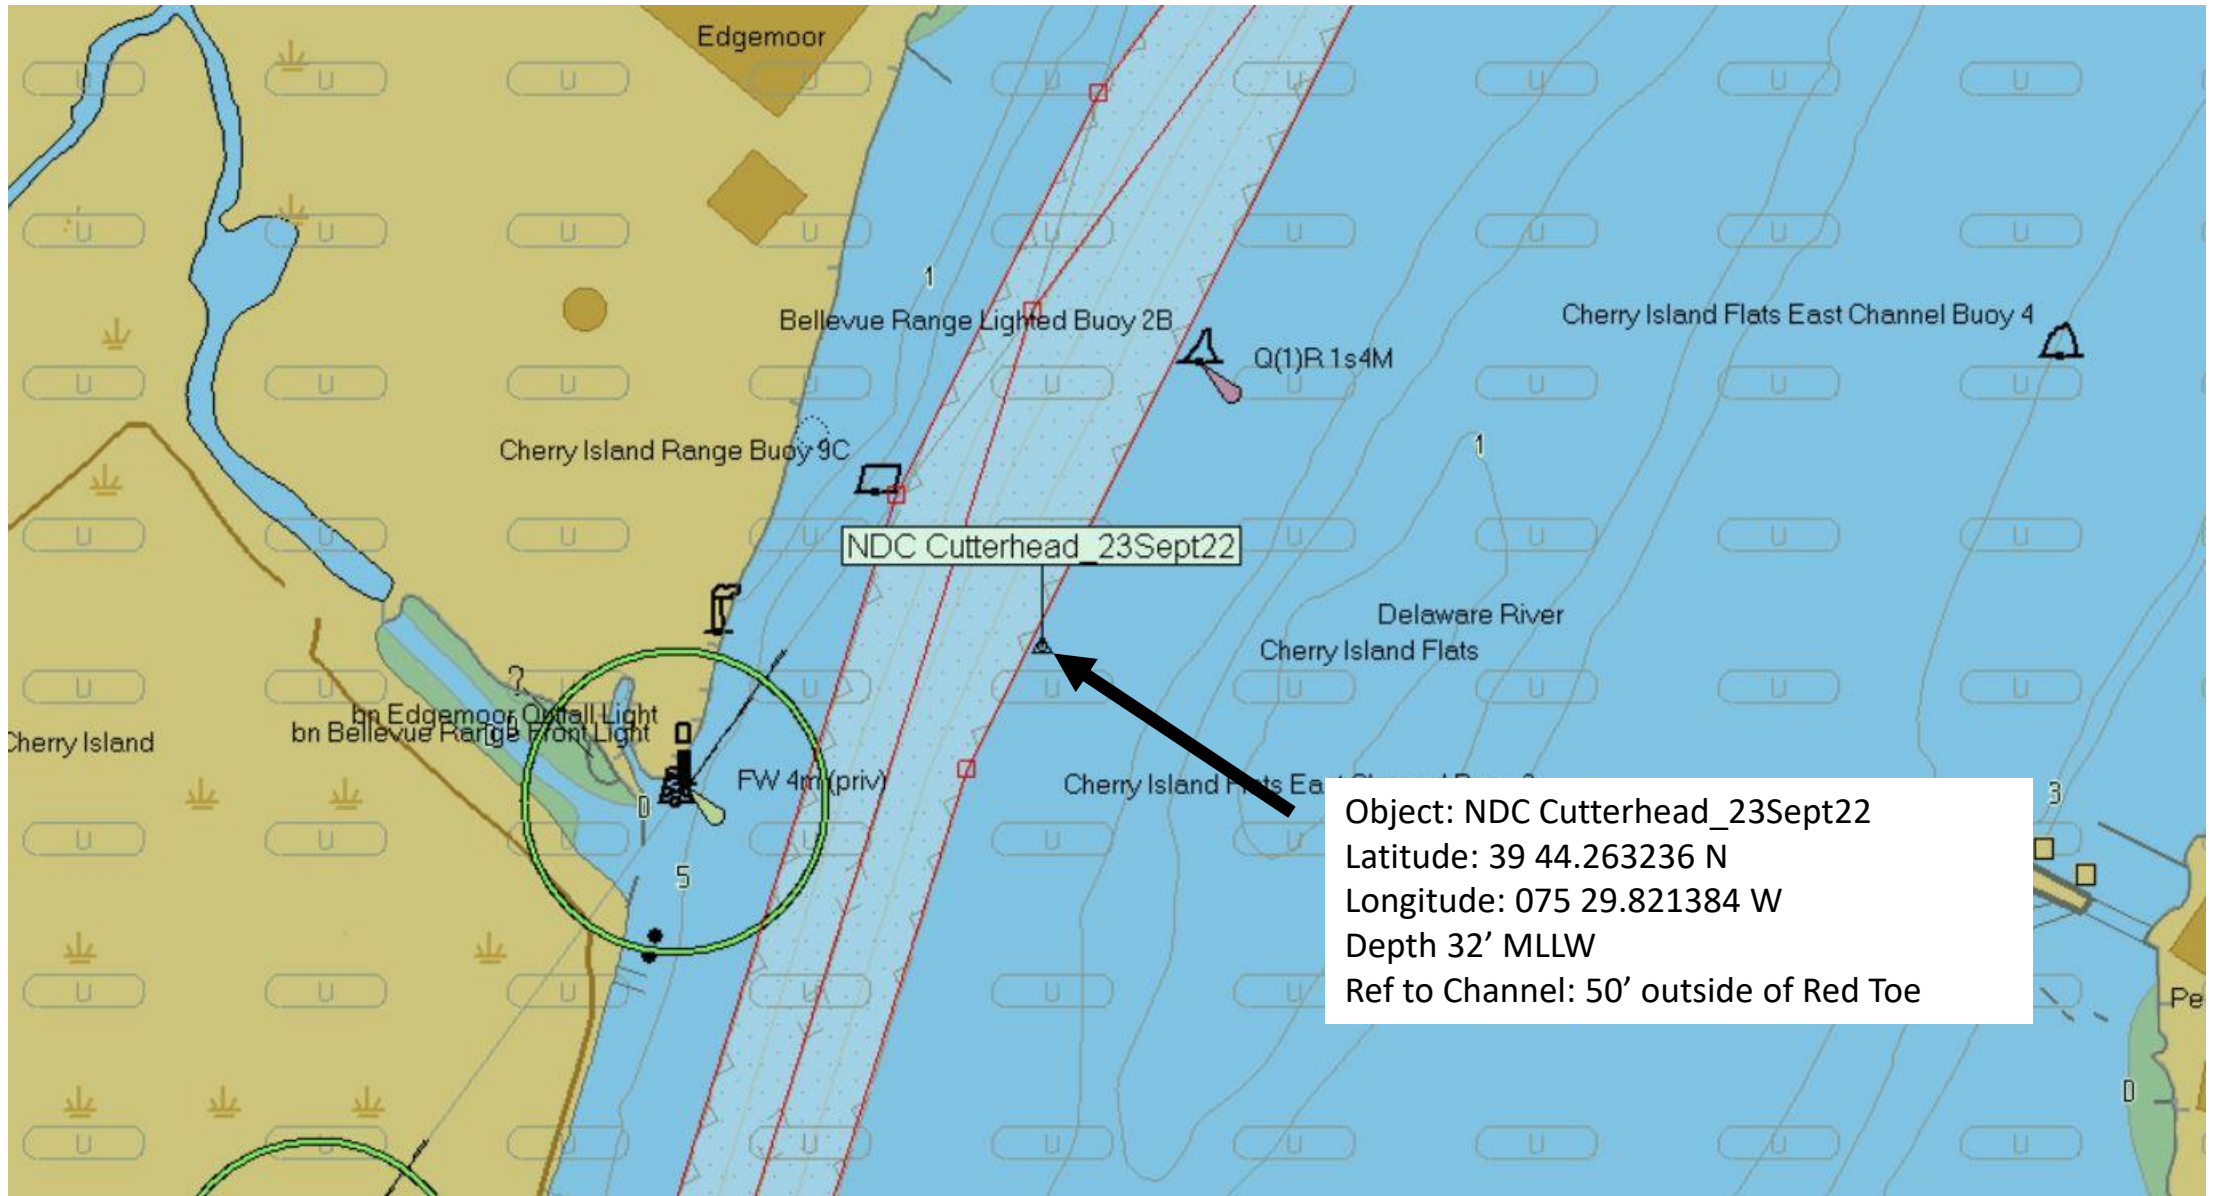 Edgemoor
1
Bellevue Range Lighted Buoy 2B
Cherry Island Flats East Channel Buoy 4
Q(1)R 1s4M
Cherry Island Range Buoy 9C
1
NDC Cutterhead_23Sept22
Delaware River
Cherry Island Flats
?
bn Edgemoor Outfall Light
bn Bellevue Range Front Light
0
Cherry Island
FW 4m (priv)
Cherry Island Flats Ea
3
0
5
Object: NDC Cutterhead_23Sept22
Latitude: 39 44.263236 N
Longitude: 075 29.821384 W
Depth 32’ MLLW
Ref to Channel: 50’ outside of Red Toe
Pe
0
U U U U U U U U U
U U U U U U U U U
U U U U U U U U U
U U U U U U U U U
U U U U U U U U
U U U U U U
U U U U U U
U U U U U U U U U